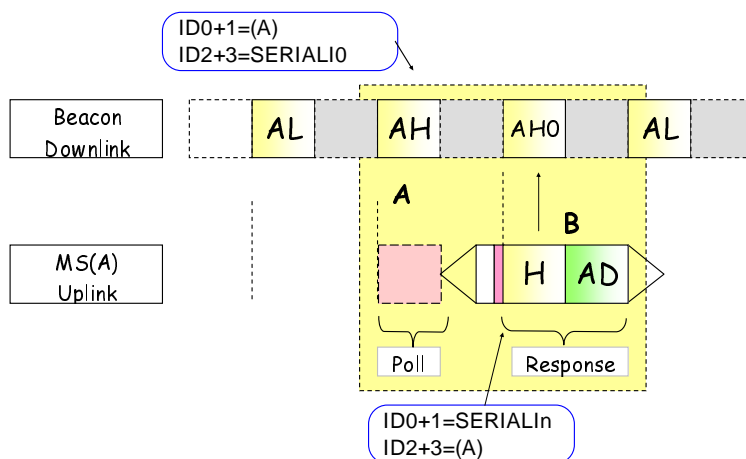 ID0+1=(A)
ID2+3=SERIALI0
Beacon
Downlink
AL
AH
AH0
AL
A
B
MS(A)
Uplink
H
AD
Poll
Response
ID0+1=SERIALIn
ID2+3=(A)